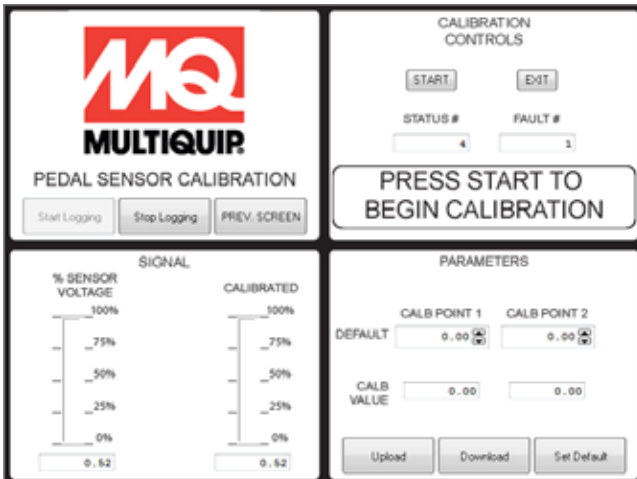 MQ
MULTIQUIP.
PEDAL SENSOR CALIBRATION
Start Logging Stop Logging PREV. SCREEN
CALIBRATION
CONTROLS
START EXIT
STATUS # FAULT #
4 1
PRESS START TO
BEGIN CALIBRATION
SIGNAL
% SENSOR
VOLTAGE
CALIBRATED
100% 100%
75% 75%
50% 50%
25% 25%
0% 0%
0.52 0.52
PARAMETERS
CALB POINT 1 CALB POINT 2
DEFAULT 0.00 0.00
CALB
VALUE
0.00 0.00
Upload Download Set Default